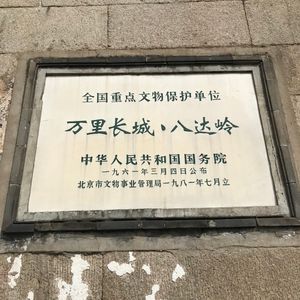 全国重点文物保护单位
万里长城·八达岭
中华人民共和国国务院
一九六一年三月四日公布
北京市文物事业管理局一九八一年七月立